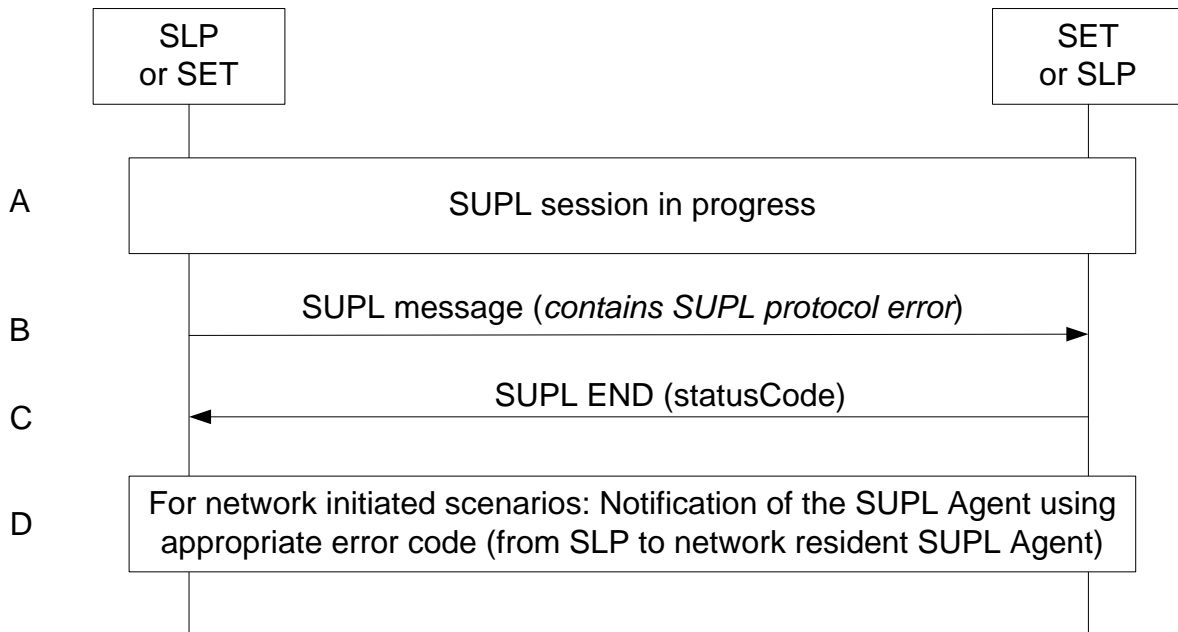 SLP
or SET
SET
or SLP
A
SUPL session in progress
B
SUPL message (contains SUPL protocol error)
C
SUPL END (statusCode)
D
For network initiated scenarios: Notification of the SUPL Agent using
appropriate error code (from SLP to network resident SUPL Agent)